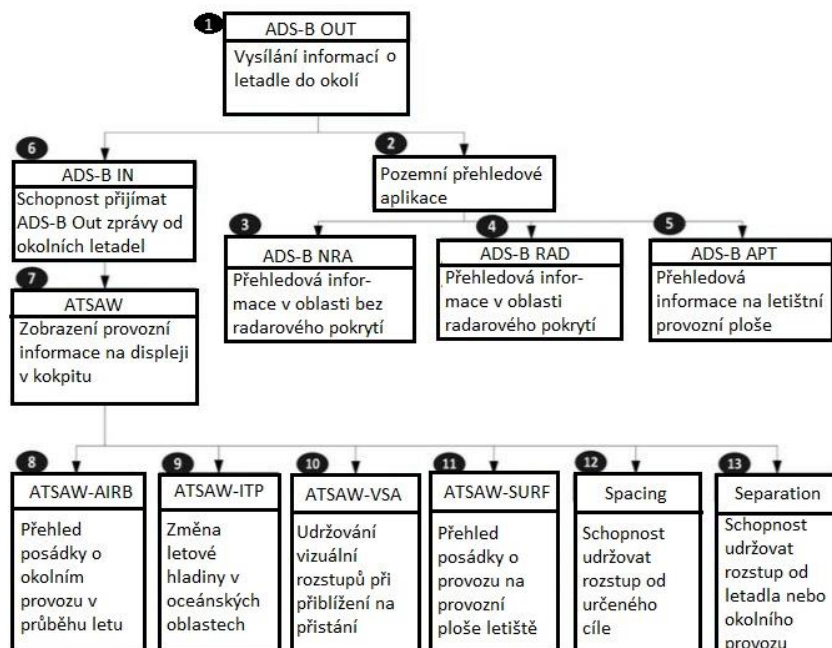 1
ADS-B OUT
Vysílání informací o
letadle do okolí
6
ADS-B IN
Schopnost přijímat
ADS-B Out zprávy od
okolních letadel
2
Pozemní přehledové
aplikace
3
ADS-B NRA
Přehledová infor-
mace v oblasti bez
radarového pokrytí
4
ADS-B RAD
Přehledová infor-
mace v oblasti
radarového pokrytí
5
ADS-B APT
Přehledová
informace na letištní
provozní ploše
7
ATSAW
Zobrazení provozní
informace na displeji
v kokpitu
8
ATSAW-AIRB
Přehled
posádky o
okolním
provozu v
průběhu letu
9
ATSAW-ITP
Změna
letové
hladiny v
oceánských
oblastech
10
ATSAW-VSA
Udržování
vizuální
rozstupů při
přiblížení na
přistání
11
ATSAW-SURF
Přehled
posádky o
provozu na
provozní
ploše letiště
12
Spacing
Schopnost
udržovat
rozstup od
určeného
cíle
13
Separation
Schopnost
udržovat
rozstup od
letadla nebo
okolního
provozu